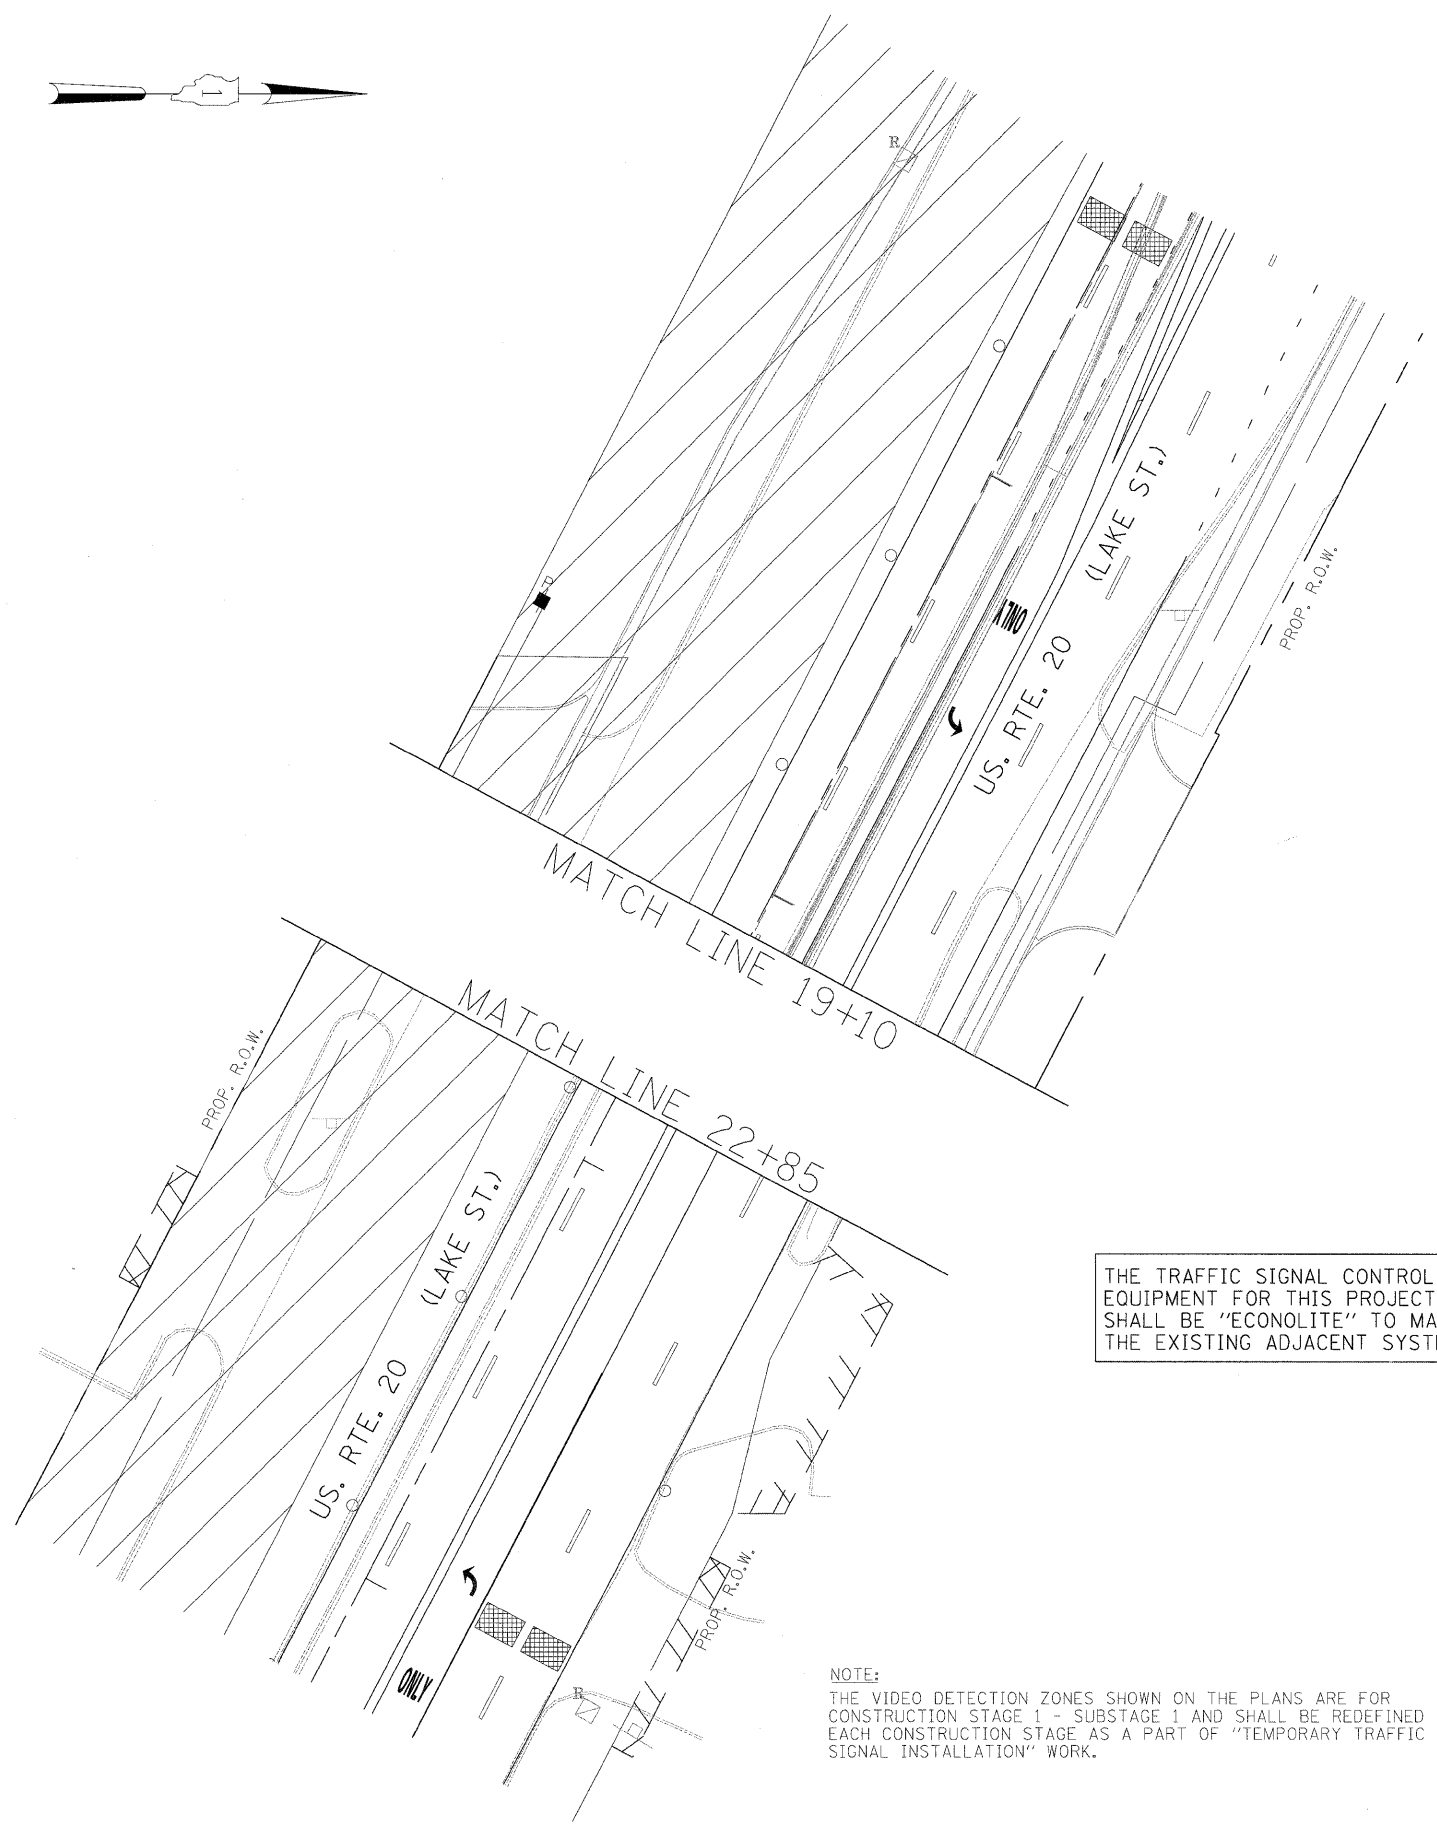 R
P
ONLY
US. RTE. 20 (LAKE ST.)
PROP. R.O.W.
MATCH LINE 19+10
MATCH LINE 22+85
PROP. R.O.W.
US. RTE. 20 (LAKE ST.)
ONLY
R
PROP. R.O.W.
THE TRAFFIC SIGNAL CONTROL
EQUIPMENT FOR THIS PROJECT
SHALL BE "ECONOLITE" TO MA
THE EXISTING ADJACENT SYST
NOTE:
THE VIDEO DETECTION ZONES SHOWN ON THE PLANS ARE FOR
CONSTRUCTION STAGE 1 - SUBSTAGE 1 AND SHALL BE REDEFINED
EACH CONSTRUCTION STAGE AS A PART OF "TEMPORARY TRAFFIC
SIGNAL INSTALLATION" WORK.